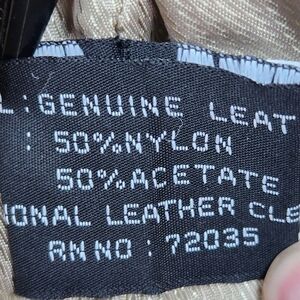 L: GENUINE LEAT
: 50% NYLON
50% ACETATE
IONAL LEATHER CLE
RN NO : 72035